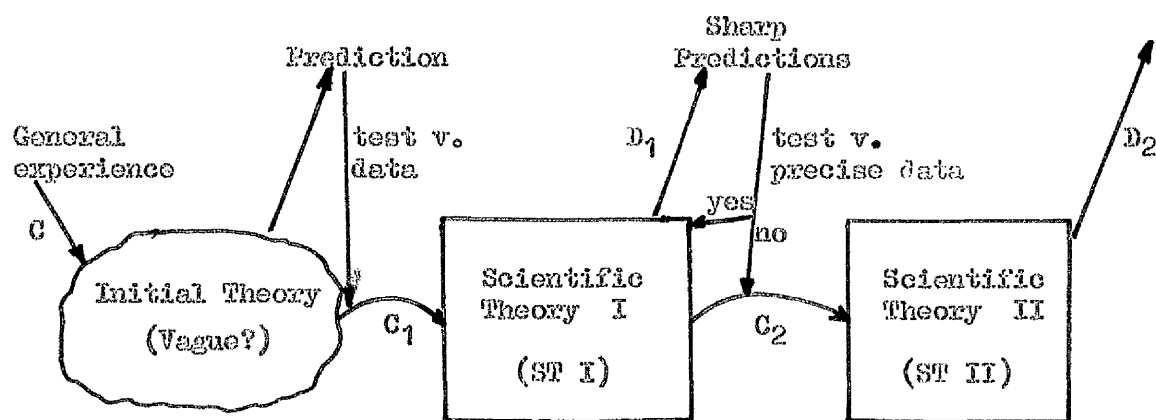 General
experience
C
Initial Theory
(Vague?)
Prediction
test v.
data
C₁
Scientific
Theory I
(ST I)
D₁
Sharp
Predictions
test v.
precise data
yes
no
C₂
Scientific
Theory II
(ST II)
D₂